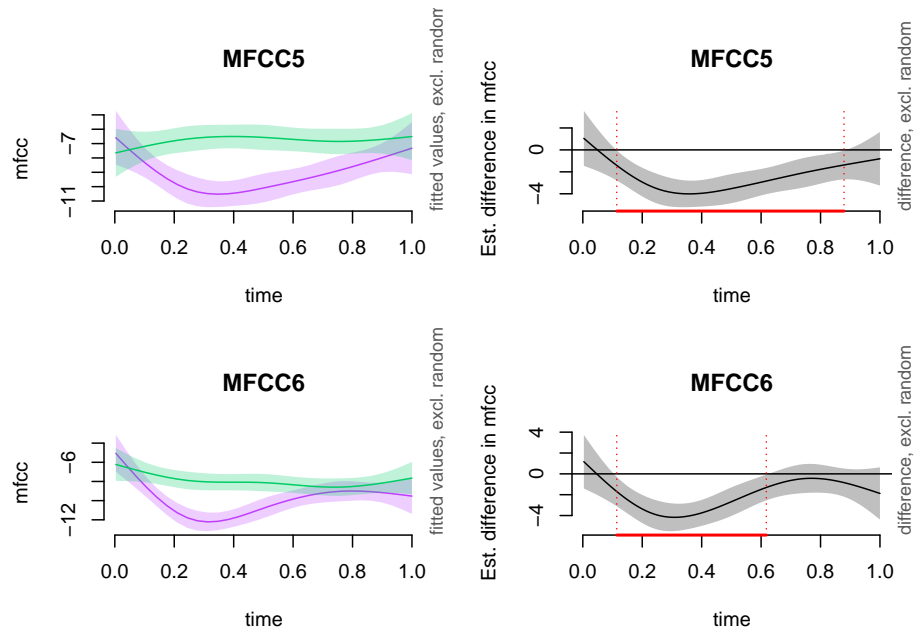 MFCC5
mfcc
−7
−11
0.0 0.2 0.4 0.6 0.8 1.0
time
fitted values, excl. random
MFCC5
Est. difference in mfcc
0
−4
0.0 0.2 0.4 0.6 0.8 1.0
time
difference, excl. random
MFCC6
mfcc
−6
−12
0.0 0.2 0.4 0.6 0.8 1.0
time
fitted values, excl. random
MFCC6
Est. difference in mfcc
4
0
−4
0.0 0.2 0.4 0.6 0.8 1.0
time
difference, excl. random